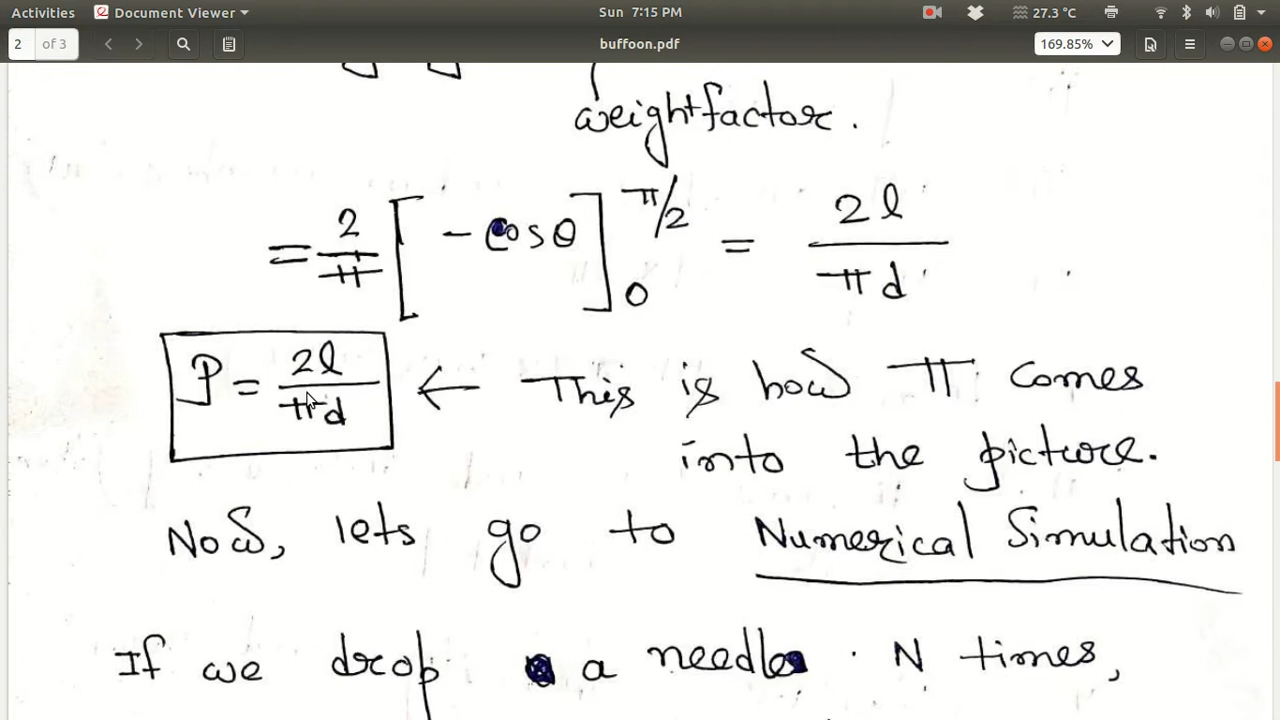 Activities Document Viewer Sun 7:15 PM 27.3 °C
2 of 3 buffoon.pdf 169.85%
weightfactor.
= 2/π [ - cosθ ]₀^π/2 = 2l/πd
P = 2l/πd ← This is how π comes
into the picture.
Now, lets go to Numerical Simulation
If we drop a needle N times,